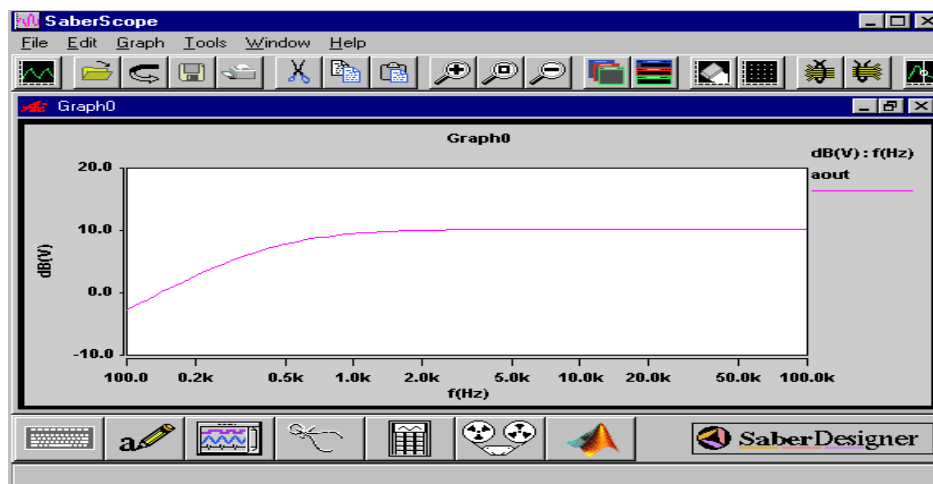 SaberScope
File Edit Graph Tools Window Help
Graph0
Graph0
dB(V) : f(Hz)
aout
20.0
10.0
0.0
-10.0
dB(V)
100.0 0.2k 0.5k 1.0k 2.0k 5.0k 10.0k 20.0k 50.0k 100.0k
f(Hz)
a
SaberDesigner